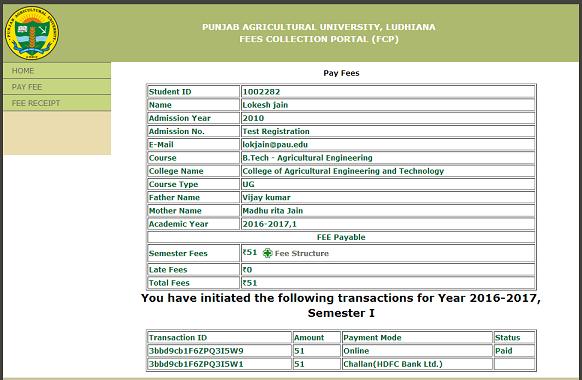 PUNJAB AGRICULTURAL UNIVERSITY, LUDHIANA
FEES COLLECTION PORTAL (FCP)
HOME
PAY FEE
FEE RECEIPT
Pay Fees
Student ID 1002282
Name Lokesh jain
Admission Year 2010
Admission No. Test Registration
E-Mail lokjain@pau.edu
Course B.Tech - Agricultural Engineering
College Name College of Agricultural Engineering and Technology
Course Type UG
Father Name Vijay kumar
Mother Name Madhu rita Jain
Academic Year 2016-2017,1
FEE Payable
Semester Fees ₹51 Fee Structure
Late Fees ₹0
Total Fees ₹51
You have initiated the following transactions for Year 2016-2017,
Semester I
Transaction ID Amount Payment Mode Status
3bbd9cb1F6ZPQ3I5W9 51 Online Paid
3bbd9cb1F6ZPQ3I5W1 51 Challan(HDFC Bank Ltd.)